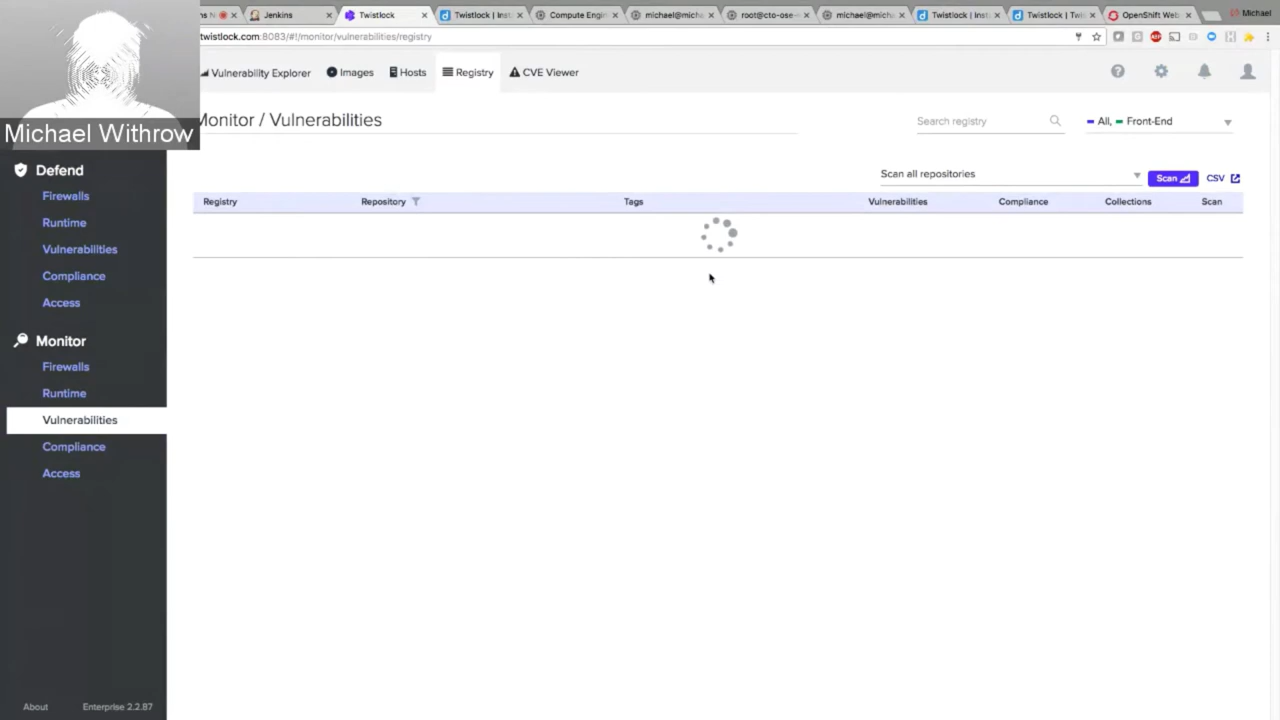 Jenkins
Twistlock
Twistlock | Inst
Compute Engin
michael@micha
root@cto-ose-
michael@micha
Twistlock | Inst
Twistlock | Twi
OpenShift Web
Michael
twistlock.com:8083/#!/monitor/vulnerabilities/registry
Vulnerability Explorer
Images
Hosts
Registry
CVE Viewer
Michael Withrow
Monitor / Vulnerabilities
Search registry
All, Front-End
Scan all repositories
Scan
CSV
Registry
Repository
Tags
Vulnerabilities
Compliance
Collections
Scan
Defend
Firewalls
Runtime
Vulnerabilities
Compliance
Access
Monitor
Firewalls
Runtime
Vulnerabilities
Compliance
Access
About
Enterprise 2.2.87